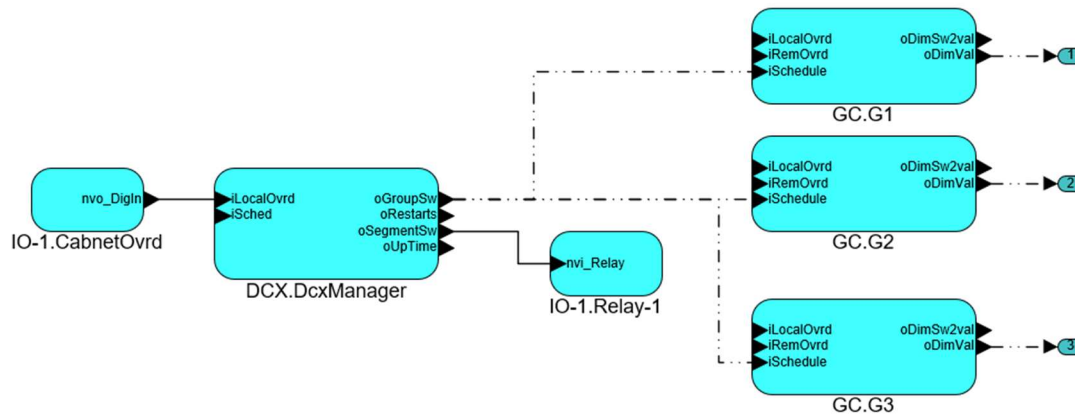 nvo_DigIn
IO-1.CabnetOvrd
iLocalOvrd
iSched
oGroupSw
oRestarts
oSegmentSw
oUpTime
DCX.DcxManager
nvi_Relay
IO-1.Relay-1
iLocalOvrd
iRemOvrd
iSchedule
oDimSw2val
oDimVal
GC.G1
1
iLocalOvrd
iRemOvrd
iSchedule
oDimSw2val
oDimVal
GC.G2
2
iLocalOvrd
iRemOvrd
iSchedule
oDimSw2val
oDimVal
GC.G3
3